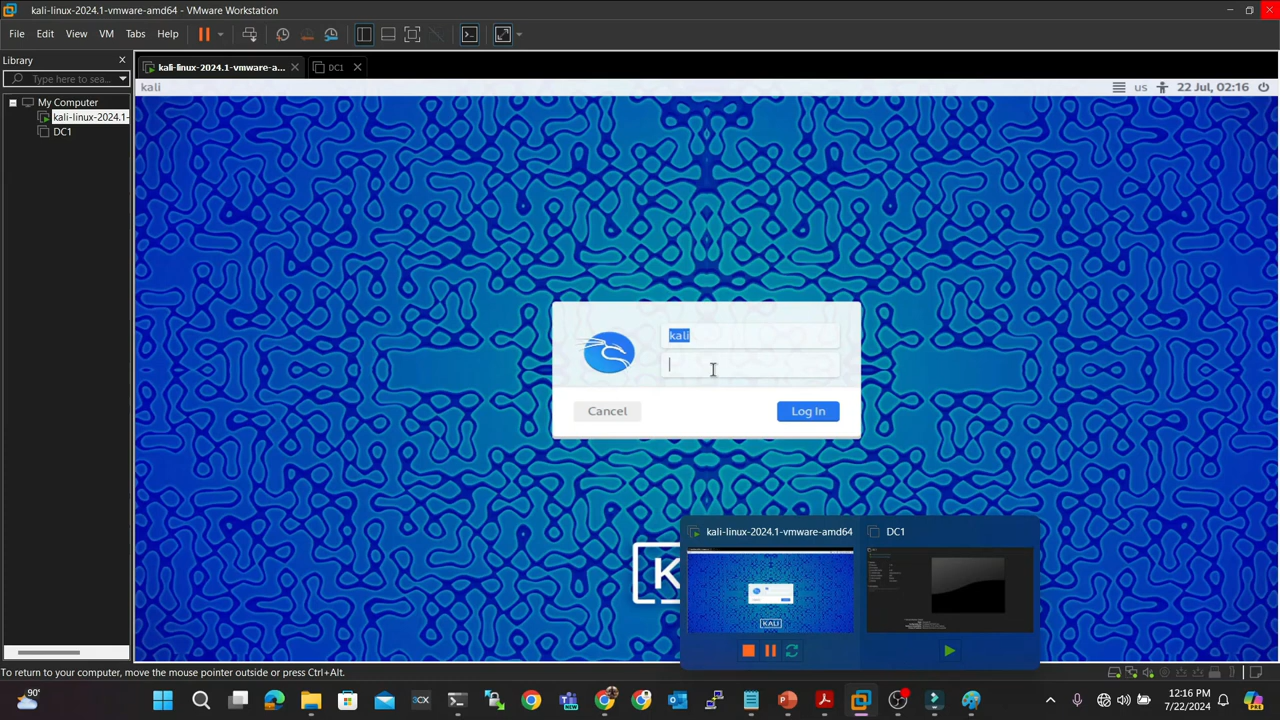 kali-linux-2024.1-vmware-amd64 - VMware Workstation
File Edit View VM Tabs Help
Library
Type here to sea...
My Computer
kali-linux-2024.1-
DC1
kali-linux-2024.1-vmware-a...
DC1
kali
us 22 Jul, 02:16
kali
Cancel
Log In
K
kali-linux-2024.1-vmware-amd64
DC1
KALI
To return to your computer, move the mouse pointer outside or press Ctrl+Alt.
90°
12:16 PM
7/22/2024